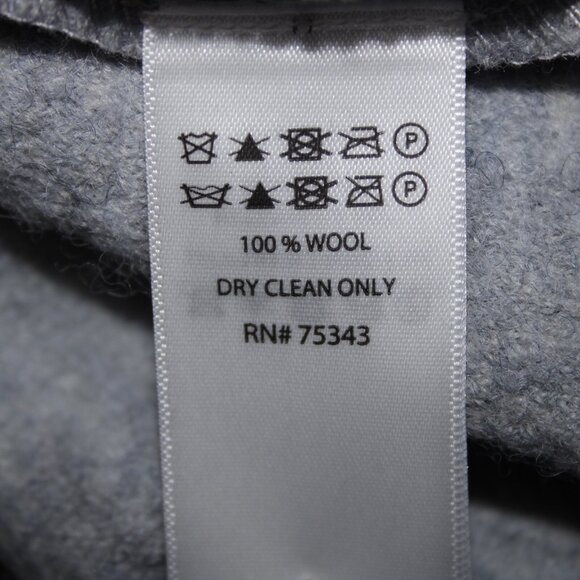 P
P
100 % WOOL
DRY CLEAN ONLY
RN# 75343